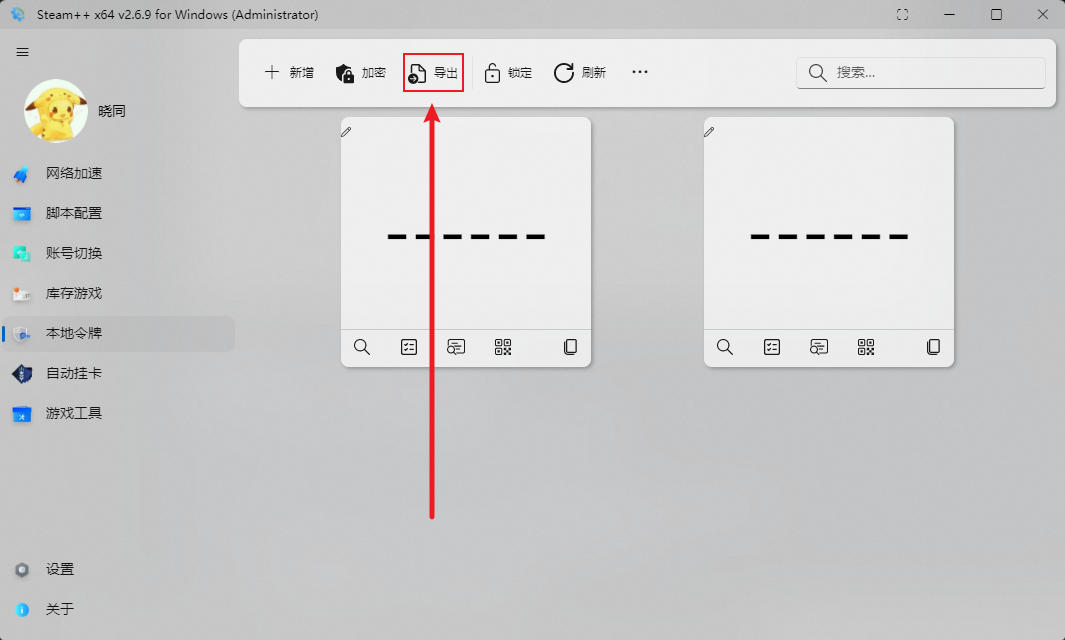 Steam++ x64 v2.6.9 for Windows (Administrator)
新增 加密 导出 锁定 刷新 ... 搜索...
晓同
网络加速
脚本配置
账号切换
库存游戏
本地令牌
自动挂卡
游戏工具
设置
关于